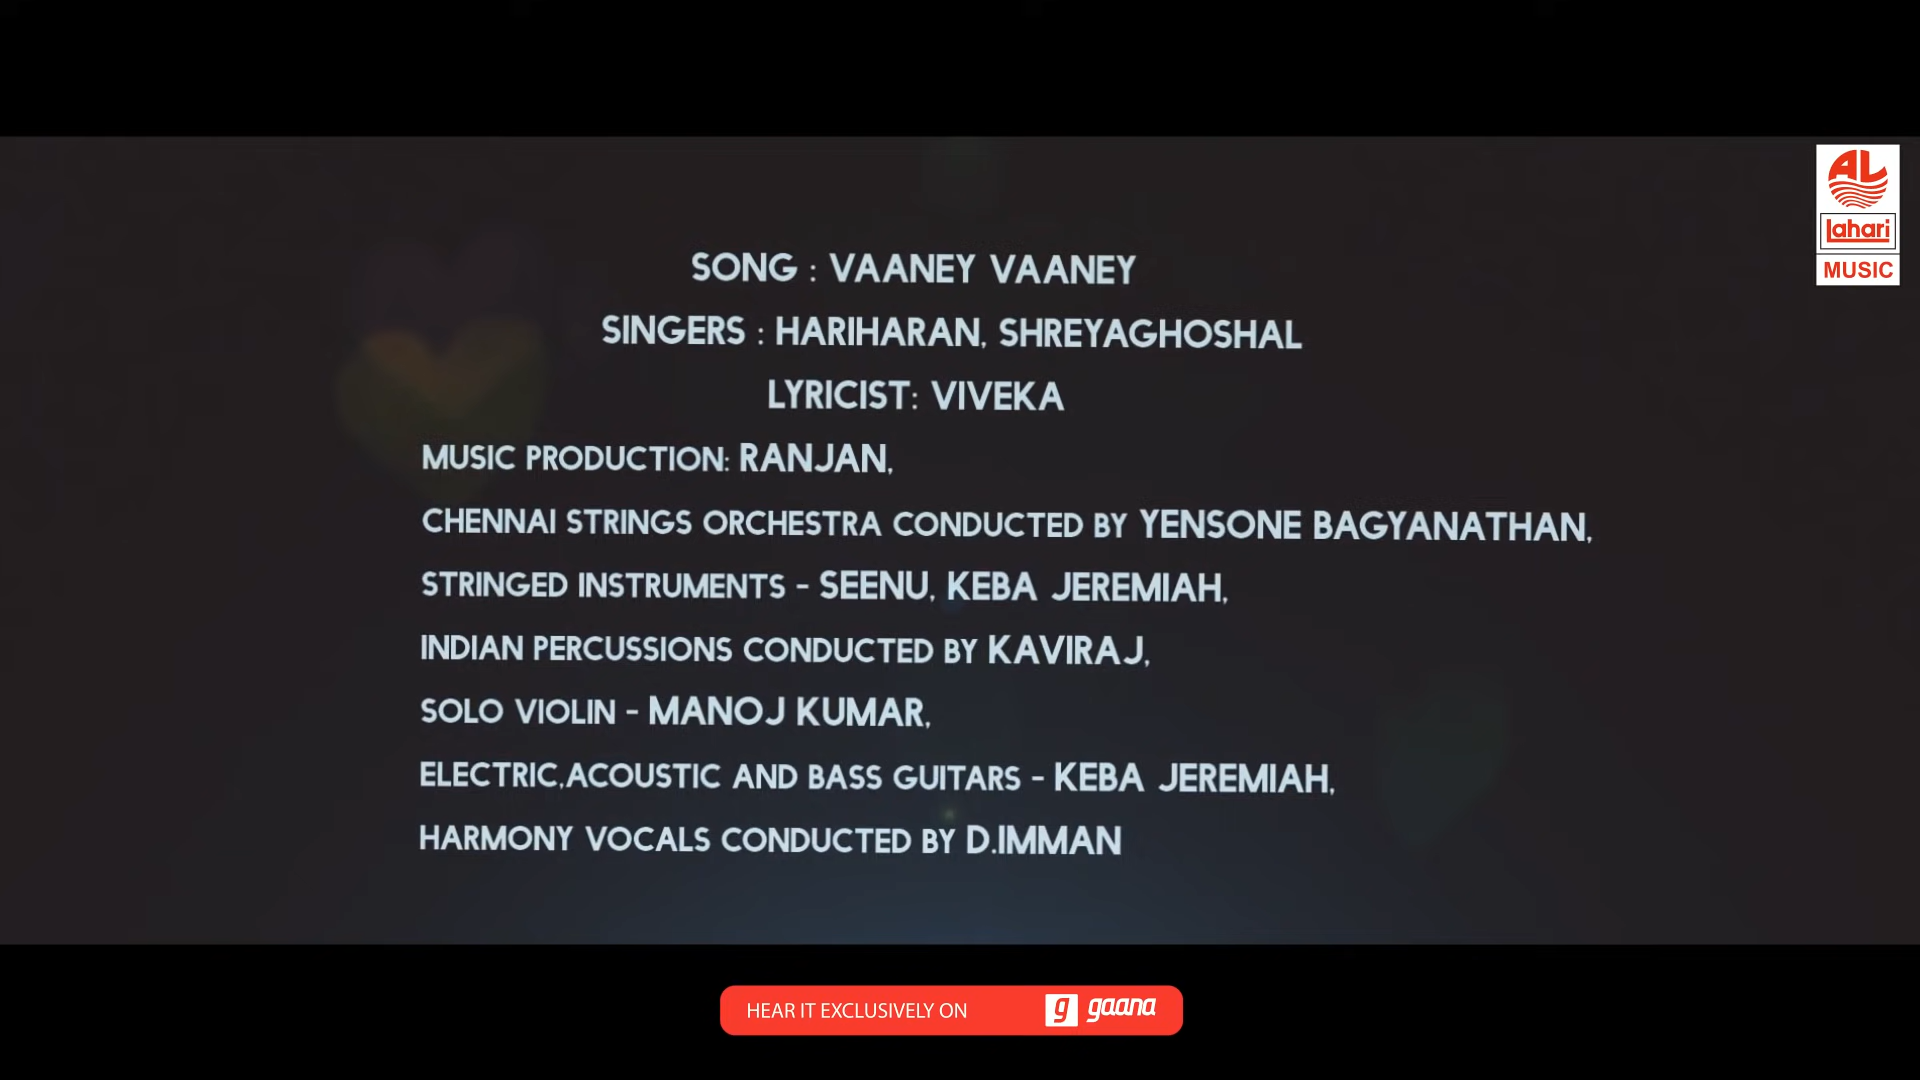 AL
lahari
MUSIC
SONG : VAANEY VAANEY
SINGERS : HARIHARAN, SHREYAGHOSHAL
LYRICIST: VIVEKA
MUSIC PRODUCTION: RANJAN,
CHENNAI STRINGS ORCHESTRA CONDUCTED BY YENSONE BAGYANATHAN,
STRINGED INSTRUMENTS - SEENU, KEBA JEREMIAH,
INDIAN PERCUSSIONS CONDUCTED BY KAVIRAJ,
SOLO VIOLIN - MANOJ KUMAR,
ELECTRIC,ACOUSTIC AND BASS GUITARS - KEBA JEREMIAH,
HARMONY VOCALS CONDUCTED BY D.IMMAN
HEAR IT EXCLUSIVELY ON g gaana